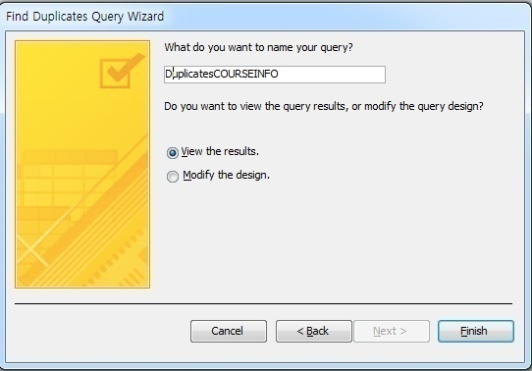 Find Duplicates Query Wizard
What do you want to name your query?
DuplicatesCOURSEINFO
Do you want to view the query results, or modify the query design?
View the results.
Modify the design.
Cancel < Back Next > Finish